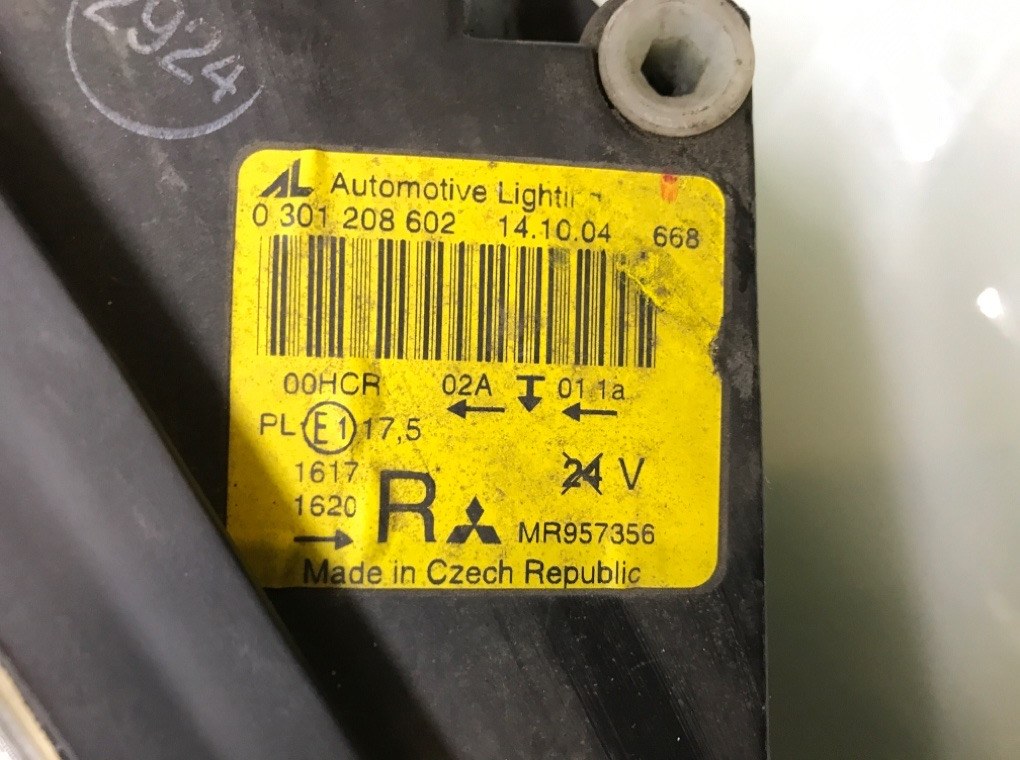 2924
AL Automotive Lighting
0 301 208 602 14.10.04 668
00HCR 02A 01 1a
PL E1 17,5
1617
24 V
1620
R MR957356
Made in Czech Republic